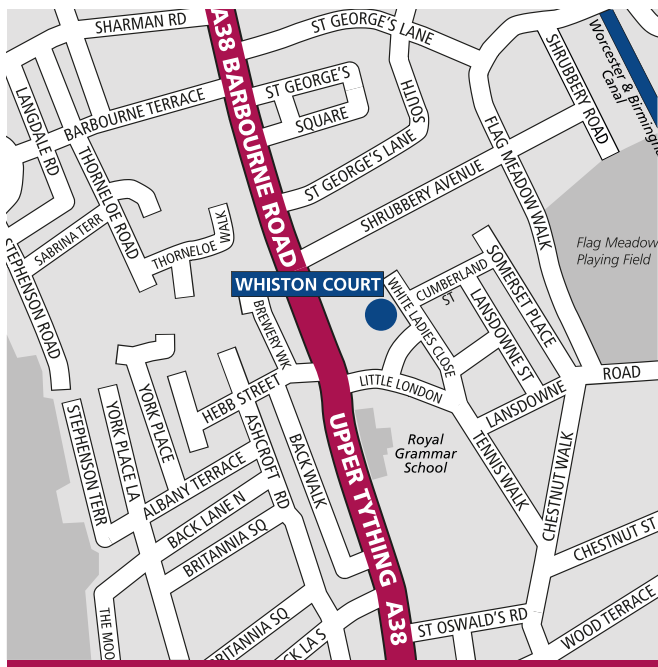 SHARMAN RD
A38 BARBOURNE ROAD
ST GEORGE'S LANE
SOUTH
ST GEORGE'S LANE
SHRUBBERY ROAD
Worcester & Birmingh
Canal
LANGDALE RD
BARBOURNE TERRACE
ST GEORGE'S
SQUARE
THORNELOE ROAD
FLAG MEADOW WALK
SHRUBBERY AVENUE
SABRINA TERR
THORNELOE
WALK
STEPHENSON ROAD
Flag Meadow
Playing Field
WHISTON COURT
CUMBERLAND
ST
SOMERSET PLACE
WHITE LADIES CLOSE
LANSDOWNE ST
BREWERY WK
HEBB STREET
LITTLE LONDON
LANSDOWNE
ROAD
YORK PLACE
YORK PLACE LA
STEPHENSON TERR
ASHCROFT RD
BACK WALK
UPPER TYTHING A38
Royal
Grammar
School
TENNIS WALK
CHESTNUT WALK
ALBANY TERRACE
BACK LANE N
BRITANNIA SQ
CHESTNUT ST
THE MOO
BRITANNIA SQ
CK LA S
ST OSWALD'S RD
WOOD TERRACE